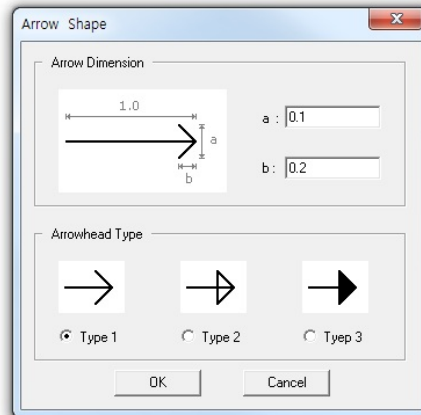 Arrow Shape
Arrow Dimension
1.0
a
b
a : 0.1
b : 0.2
Arrowhead Type
Type 1
Type 2
Tyep 3
OK
Cancel